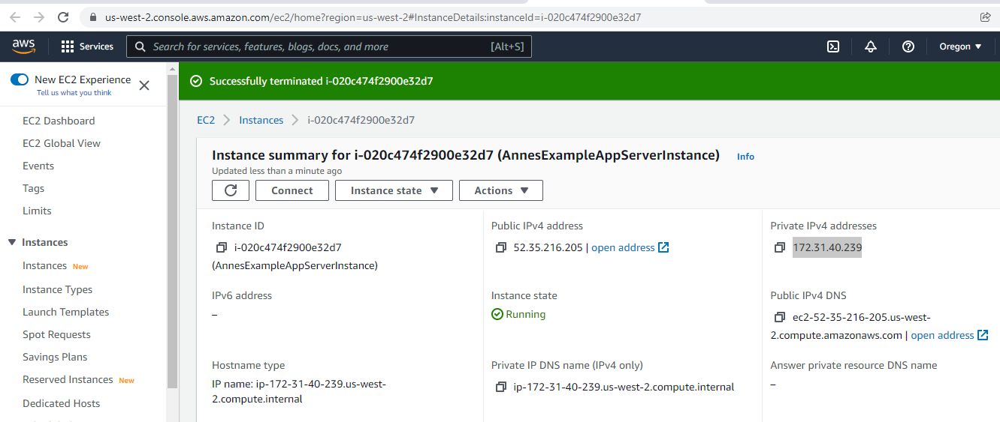 us-west-2.console.aws.amazon.com/ec2/home?region=us-west-2#InstanceDetails:instanceId=i-020c474f2900e32d7
aws
Services
Search for services, features, blogs, docs, and more [Alt+S]
Oregon
New EC2 Experience
Tell us what you think
EC2 Dashboard
EC2 Global View
Events
Tags
Limits
Instances
Instances New
Instance Types
Launch Templates
Spot Requests
Savings Plans
Reserved Instances New
Dedicated Hosts
Successfully terminated i-020c474f2900e32d7
EC2 > Instances > i-020c474f2900e32d7
Instance summary for i-020c474f2900e32d7 (AnnesExampleAppServerInstance) Info
Updated less than a minute ago
Connect
Instance state
Actions
Instance ID
i-020c474f2900e32d7
(AnnesExampleAppServerInstance)
Public IPv4 address
52.35.216.205 | open address
Private IPv4 addresses
172.31.40.239
IPv6 address
–
Instance state
Running
Public IPv4 DNS
ec2-52-35-216-205.us-west-
2.compute.amazonaws.com | open address
Hostname type
IP name: ip-172-31-40-239.us-west-
2.compute.internal
Private IP DNS name (IPv4 only)
ip-172-31-40-239.us-west-2.compute.internal
Answer private resource DNS name
–